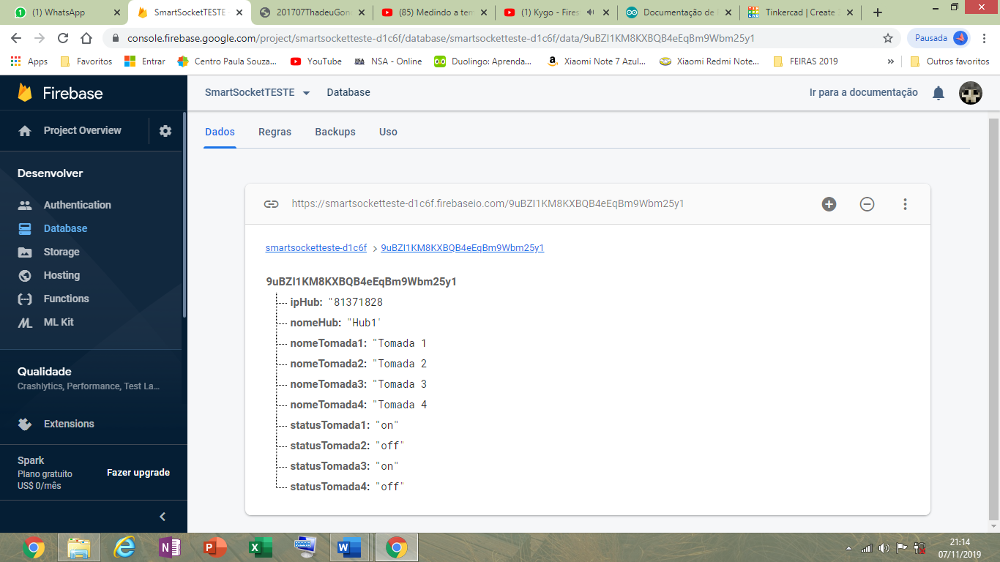 (1) WhatsApp
SmartSocketTESTE -
201707ThadeuGon
(85) Medindo a tem
(1) Kygo - Fires
Documentação de
Tinkercad | Create
console.firebase.google.com/project/smartsocketteste-d1c6f/database/smartsocketteste-d1c6f/data/9uBZI1KM8KXBQB4eEqBm9Wbm25y1
Pausada
Apps
Favoritos
Entrar
Centro Paula Souza...
YouTube
NSA - Online
Duolingo: Aprenda...
Xiaomi Note 7 Azul...
Xiaomi Redmi Note...
FEIRAS 2019
»
Outros favoritos
Firebase
SmartSocketTESTE
Database
Ir para a documentação
Project Overview
Dados
Regras
Backups
Uso
Desenvolver
Authentication
Database
Storage
Hosting
Functions
ML Kit
Qualidade
Crashlytics, Performance, Test La...
Extensions
Spark
Plano gratuito
US$ 0/mês
Fazer upgrade
https://smartsocketteste-d1c6f.firebaseio.com/9uBZI1KM8KXBQB4eEqBm9Wbm25y1
smartsocketteste-d1c6f > 9uBZI1KM8KXBQB4eEqBm9Wbm25y1
9uBZI1KM8KXBQB4eEqBm9Wbm25y1
ipHub: "81371828
nomeHub: "Hub1"
nomeTomada1: "Tomada 1
nomeTomada2: "Tomada 2
nomeTomada3: "Tomada 3
nomeTomada4: "Tomada 4
statusTomada1: "on"
statusTomada2: "off"
statusTomada3: "on"
statusTomada4: "off"
21:14
07/11/2019